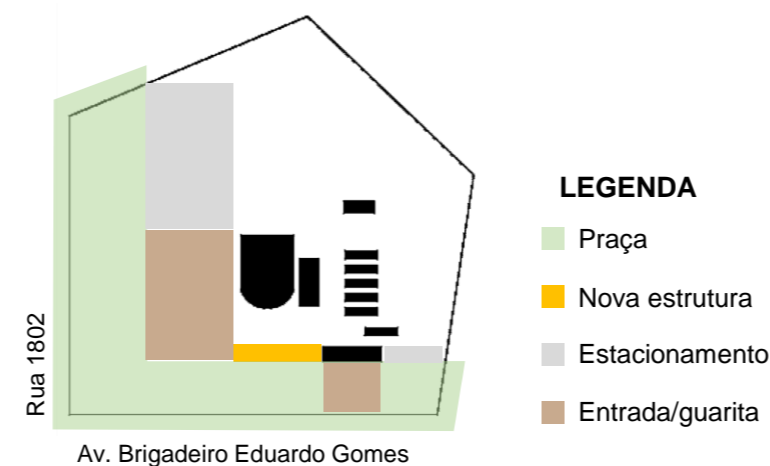 LEGENDA
Praça
Nova estrutura
Estacionamento
Entrada/guarita
Rua 1802
Av. Brigadeiro Eduardo Gomes